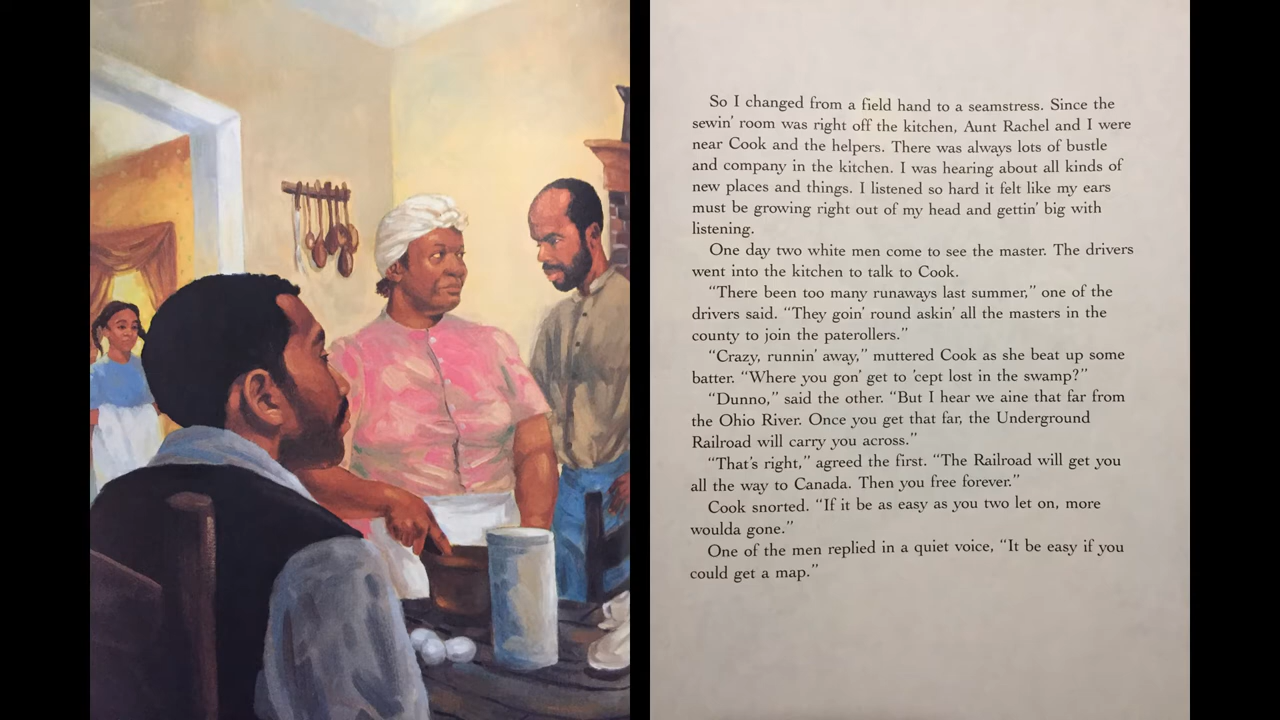 So I changed from a field hand to a seamstress. Since the
sewin' room was right off the kitchen, Aunt Rachel and I were
near Cook and the helpers. There was always lots of bustle
and company in the kitchen. I was hearing about all kinds of
new places and things. I listened so hard it felt like my ears
must be growing right out of my head and gettin' big with
listening.
One day two white men come to see the master. The drivers
went into the kitchen to talk to Cook.
“There been too many runaways last summer,” one of the
drivers said. “They goin' round askin' all the masters in the
county to join the paterollers.”
“Crazy, runnin' away,” muttered Cook as she beat up some
batter. “Where you gon' get to 'cept lost in the swamp?”
“Dunno,” said the other. “But I hear we aine that far from
the Ohio River. Once you get that far, the Underground
Railroad will carry you across.”
“That's right,” agreed the first. “The Railroad will get you
all the way to Canada. Then you free forever.”
Cook snorted. “If it be as easy as you two let on, more
woulda gone.”
One of the men replied in a quiet voice, “It be easy if you
could get a map.”